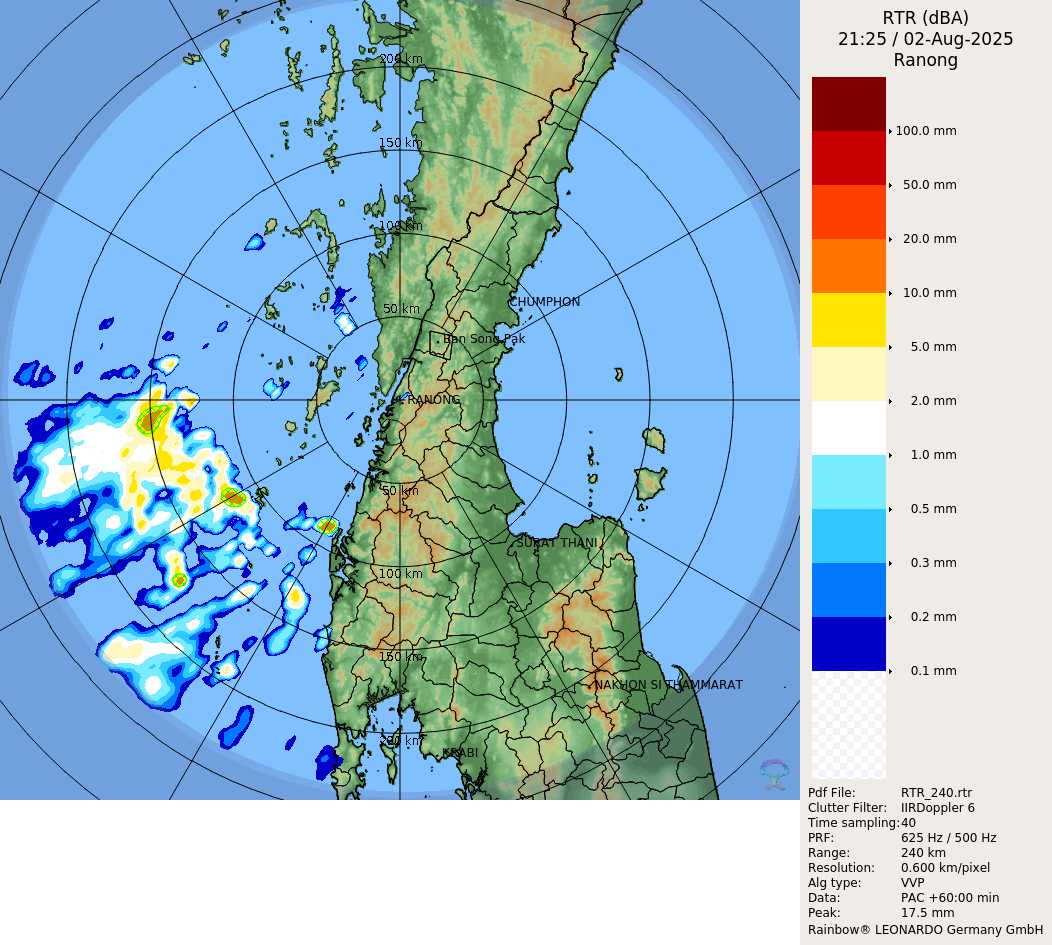 RTR (dBA)
21:25 / 02-Aug-2025
Ranong
100.0 mm
50.0 mm
20.0 mm
10.0 mm
5.0 mm
2.0 mm
1.0 mm
0.5 mm
0.3 mm
0.2 mm
0.1 mm
200 km
150 km
100 km
50 km
CHUMPHON
Ban Song Pak
RANONG
50 km
SURAT THANI
100 km
150 km
NAKHON SI THAMMARAT
200 km
KRABI
Pdf File: RTR_240.rtr
Clutter Filter: IIRDoppler 6
Time sampling:40
PRF: 625 Hz / 500 Hz
Range: 240 km
Resolution: 0.600 km/pixel
Alg type: VVP
Data: PAC +60:00 min
Peak: 17.5 mm
Rainbow® LEONARDO Germany GmbH